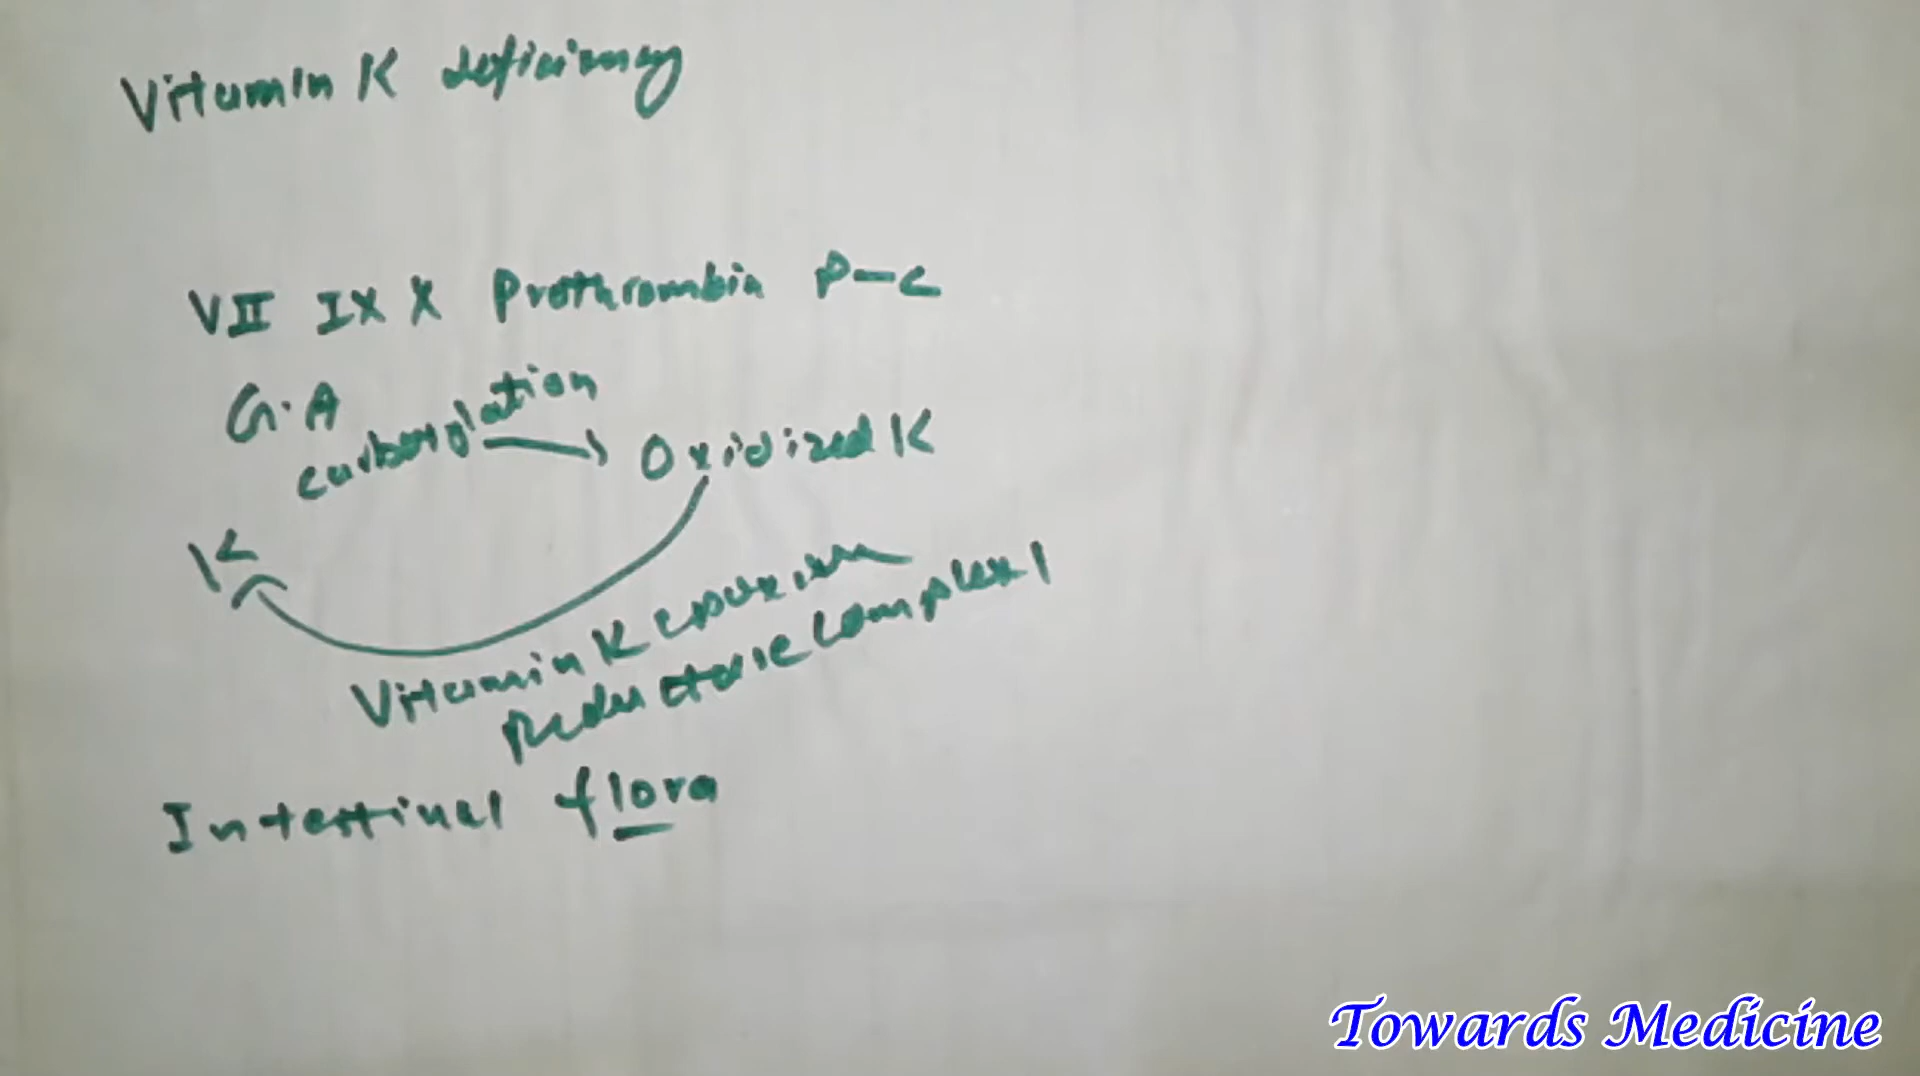 Vitamin K deficiency
VII IX X Prothrombin P-C
G.A
carboxylation
Oxidized K
K
Vitamin K epoxide
Reductase complex 1
Intestinal flora
Towards Medicine